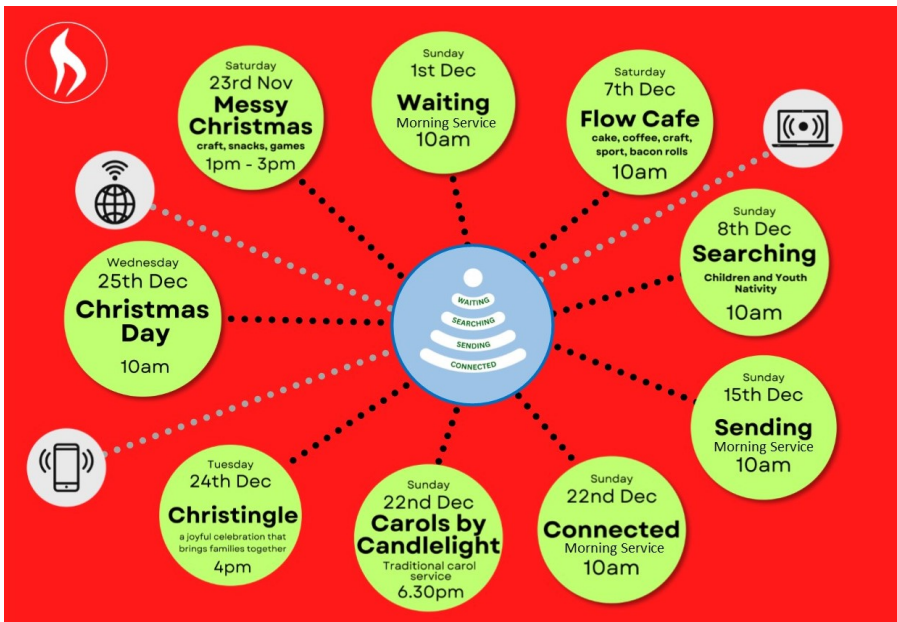 Saturday
23rd Nov
Messy
Christmas
craft, snacks, games
1pm - 3pm
Sunday
1st Dec
Waiting
Morning Service
10am
Saturday
7th Dec
Flow Cafe
cake, coffee, craft,
sport, bacon rolls
10am
Sunday
8th Dec
Searching
Children and Youth
Nativity
10am
Sunday
15th Dec
Sending
Morning Service
10am
Sunday
22nd Dec
Connected
Morning Service
10am
Sunday
22nd Dec
Carols by
Candlelight
Traditional carol
service
6.30pm
Tuesday
24th Dec
Christingle
a joyful celebration that
brings families together
4pm
Wednesday
25th Dec
Christmas
Day
10am
WAITING
SEARCHING
SENDING
CONNECTED